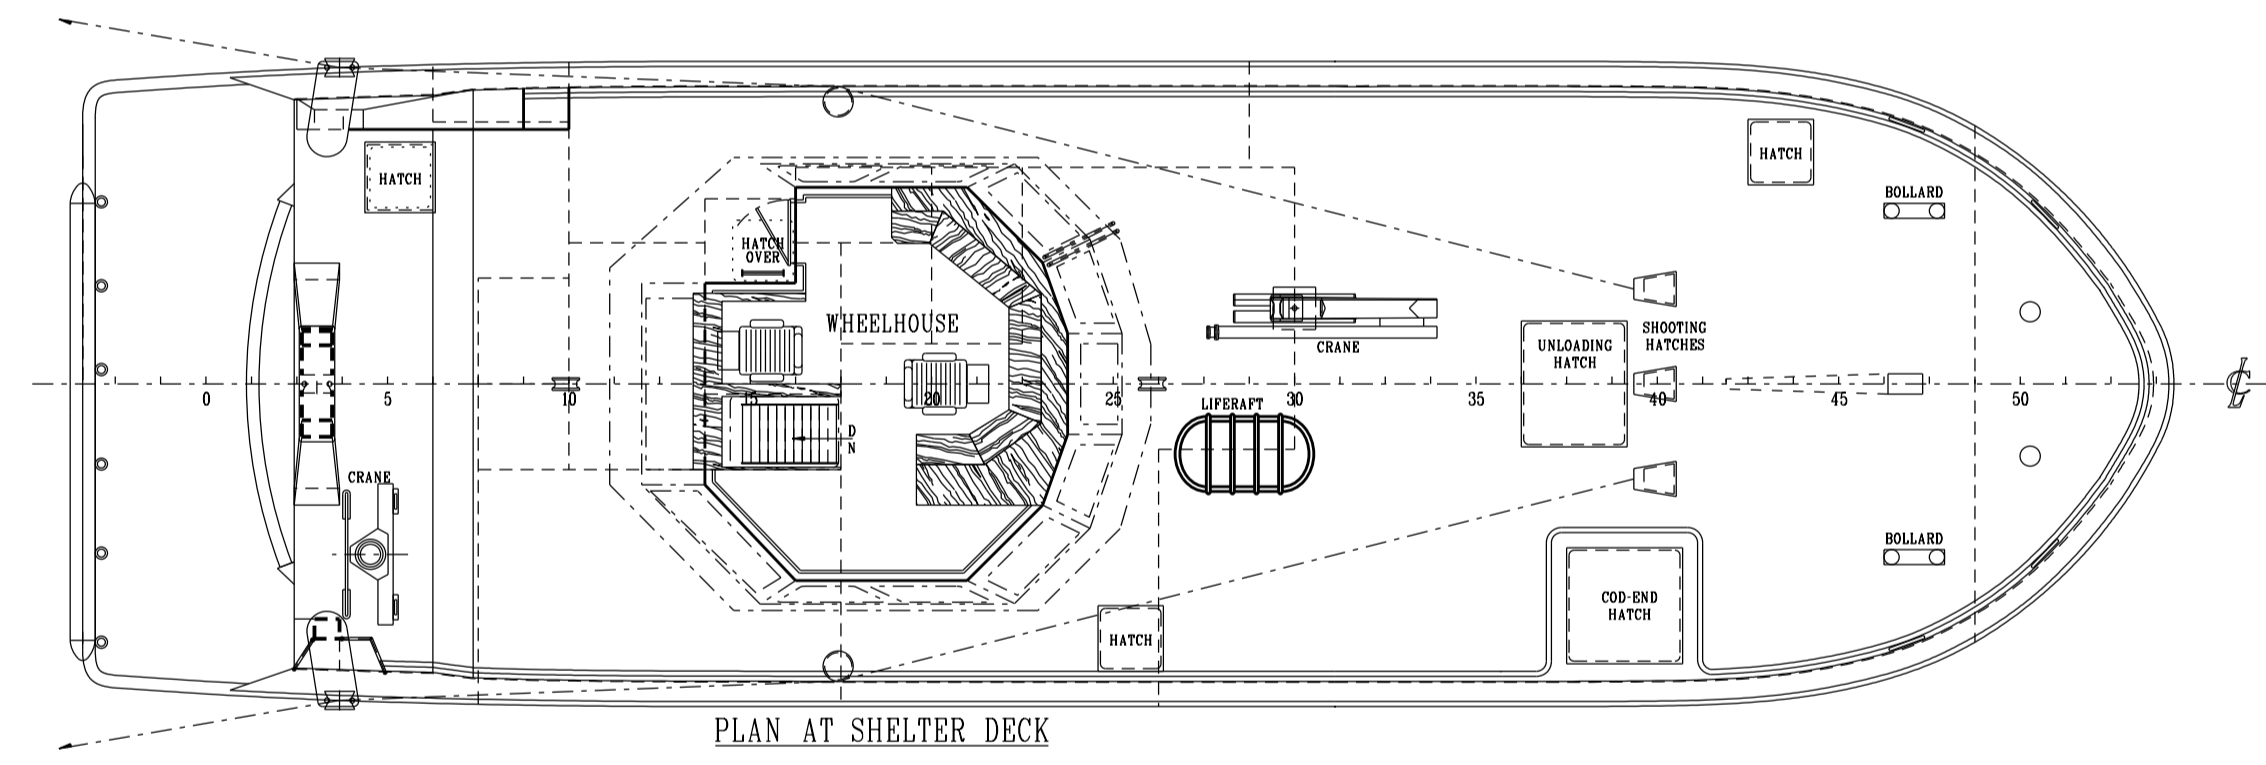 HATCH
HATCH
BOLLARD
HATCH
OVER
WHEELHOUSE
SHOOTING
HATCHES
CRANE
UNLOADING
HATCH
0 5 10 15 20 25 30 35 40 45 50
℄
LIFERAFT
D
N
CRANE
BOLLARD
COD-END
HATCH
HATCH
PLAN AT SHELTER DECK